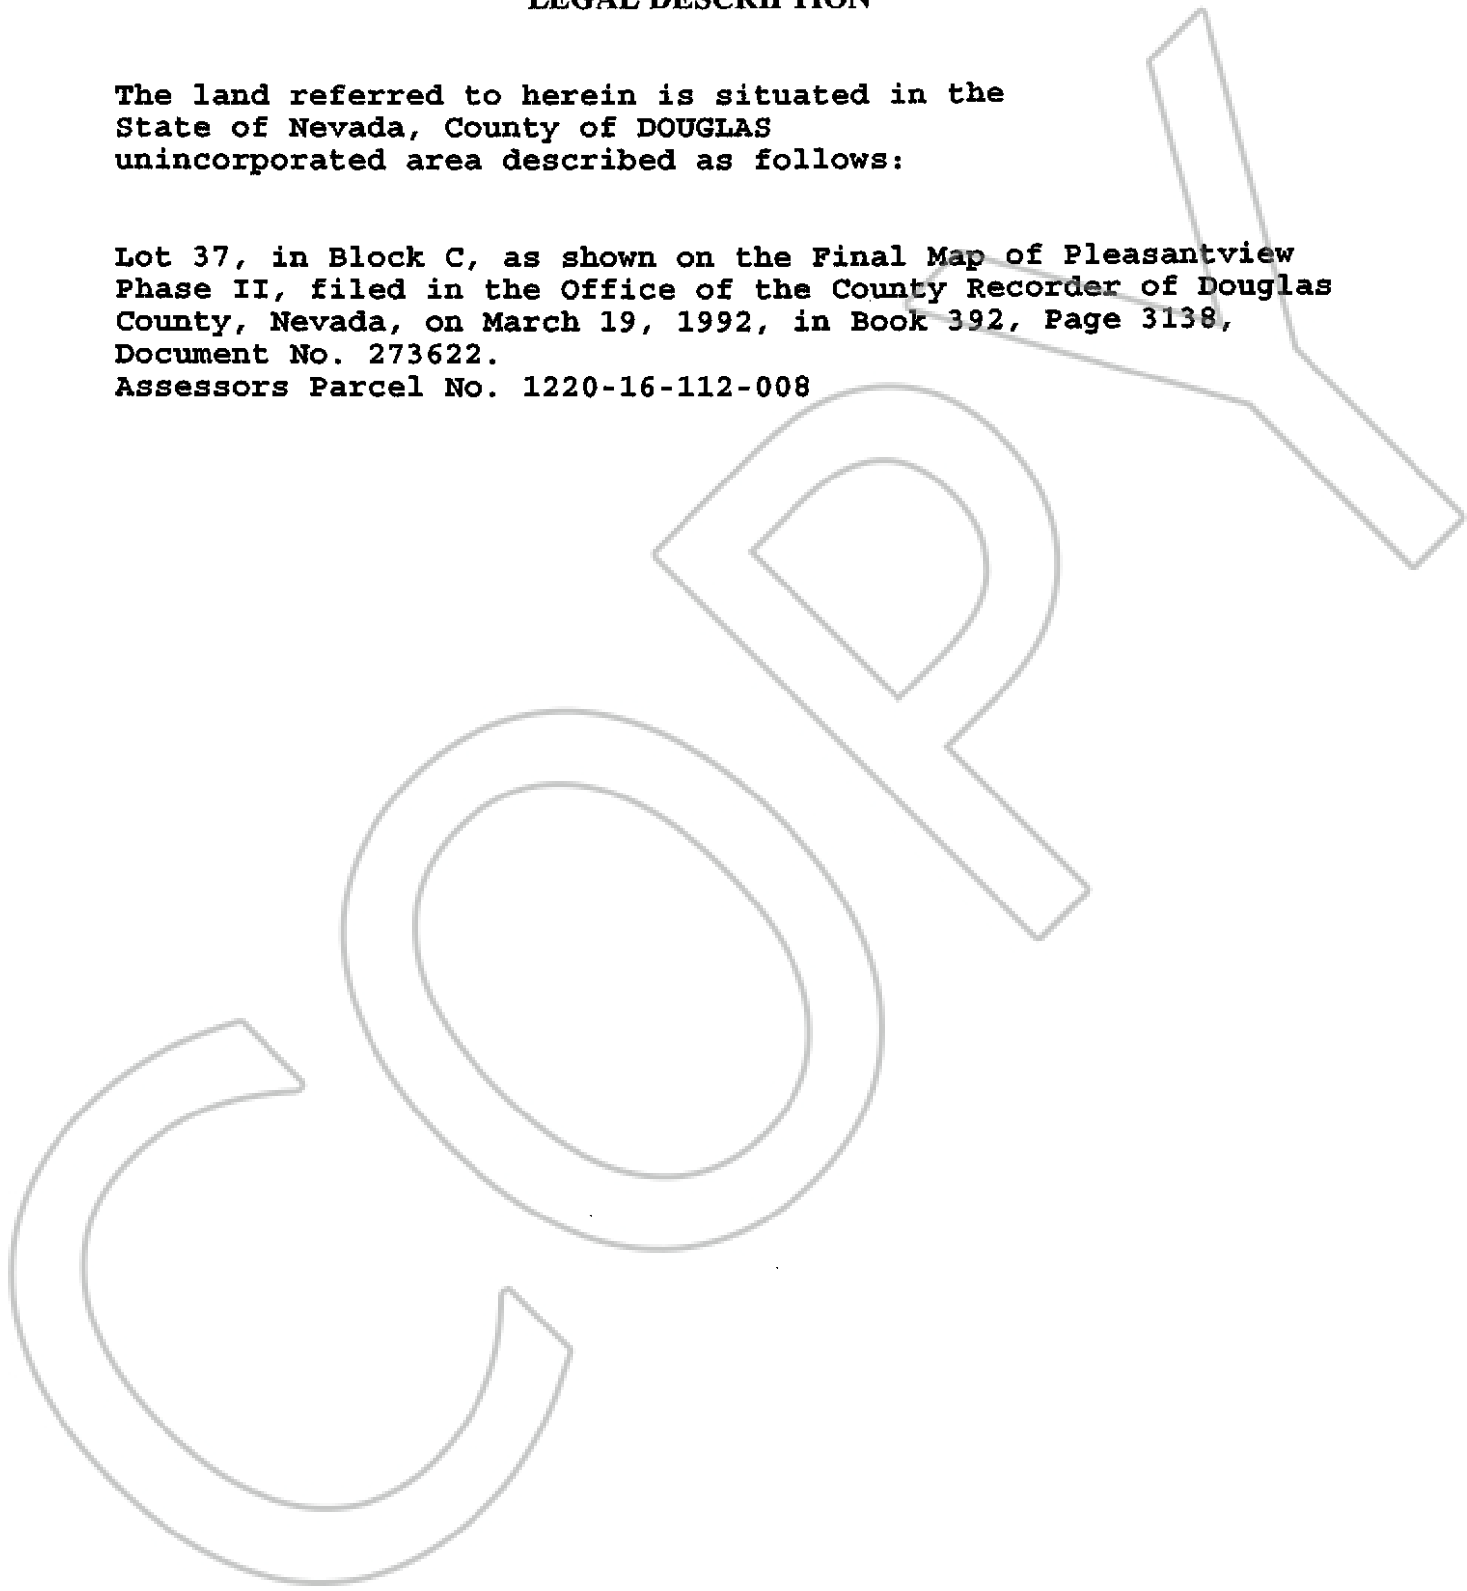 LEGAL DESCRIPTION
The land referred to herein is situated in the
State of Nevada, County of DOUGLAS
unincorporated area described as follows:
Lot 37, in Block C, as shown on the Final Map of Pleasantview
Phase II, filed in the Office of the County Recorder of Douglas
County, Nevada, on March 19, 1992, in Book 392, Page 3138,
Document No. 273622.
Assessors Parcel No. 1220-16-112-008
COPY